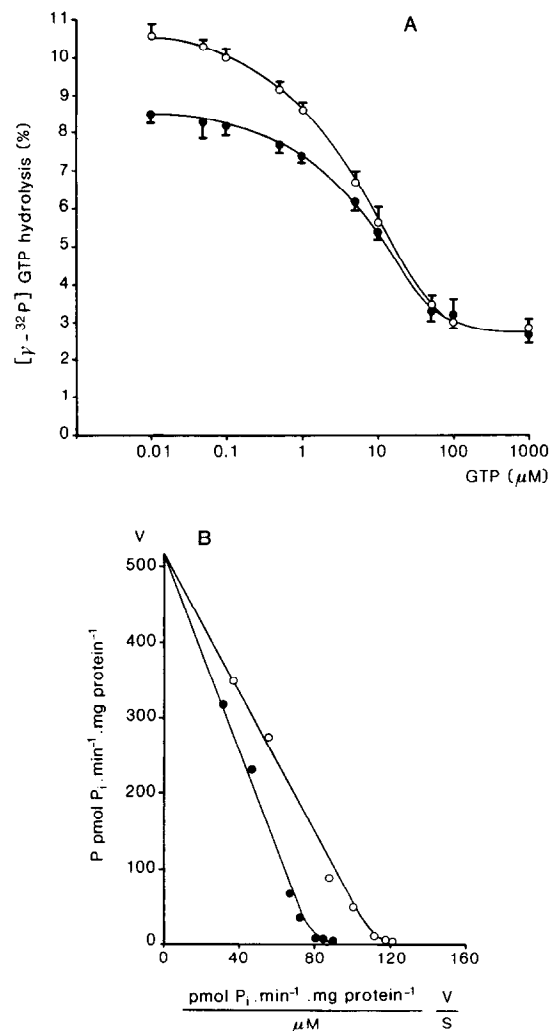 A
11
10
9
8
7
6
5
4
3
2
1
0
[γ-³²P] GTP hydrolysis (%)
0.01 0.1 1 10 100 1000
GTP (μM)
V B
500
400
300
200
100
0
P pmol Pi . min⁻¹ . mg protein⁻¹
0 40 80 120 160
pmol Pi . min⁻¹ . mg protein⁻¹ V
μM S